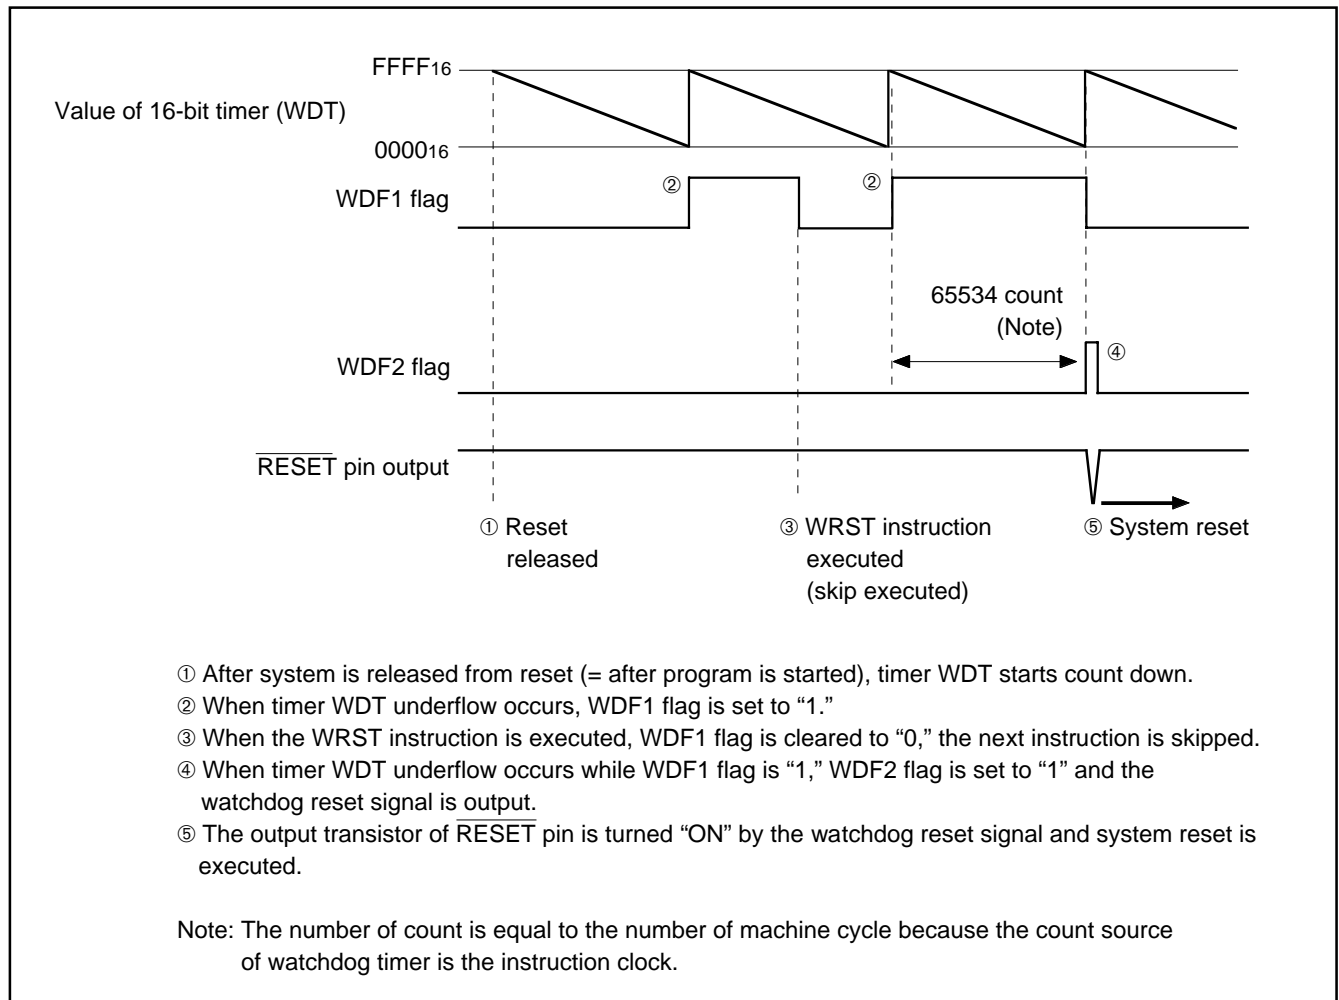 FFFF16
Value of 16-bit timer (WDT)
000016
② ②
WDF1 flag
65534 count
(Note)
④
WDF2 flag
RESET pin output
① Reset
released
③ WRST instruction
executed
(skip executed)
⑤ System reset
① After system is released from reset (= after program is started), timer WDT starts count down.
② When timer WDT underflow occurs, WDF1 flag is set to “1.”
③ When the WRST instruction is executed, WDF1 flag is cleared to “0,” the next instruction is skipped.
④ When timer WDT underflow occurs while WDF1 flag is “1,” WDF2 flag is set to “1” and the
watchdog reset signal is output.
⑤ The output transistor of RESET pin is turned “ON” by the watchdog reset signal and system reset is
executed.
Note: The number of count is equal to the number of machine cycle because the count source
of watchdog timer is the instruction clock.